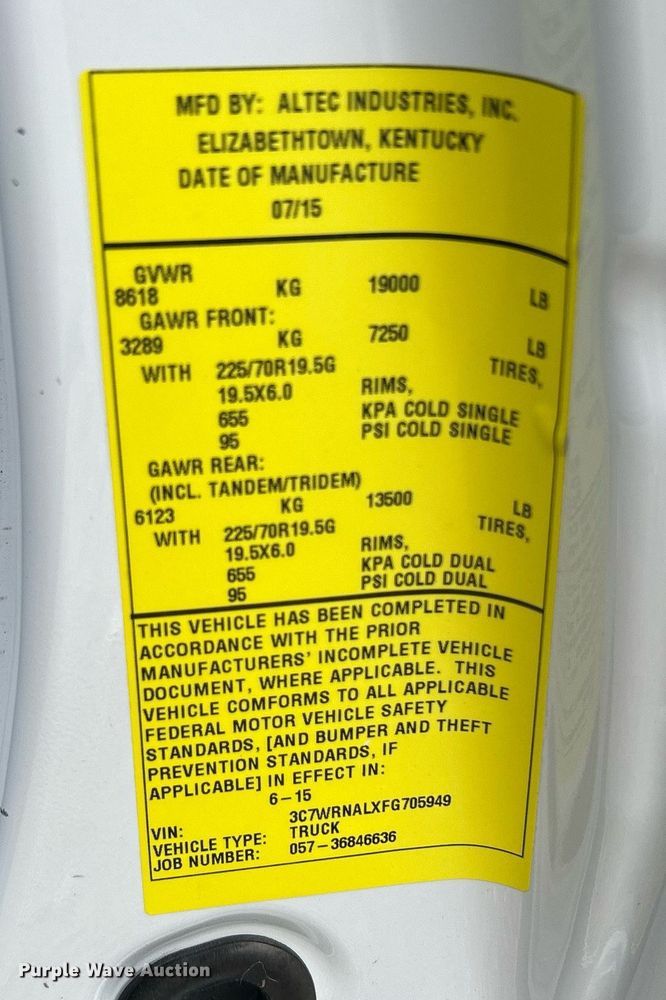 MFD BY: ALTEC INDUSTRIES, INC.
ELIZABETHTOWN, KENTUCKY
DATE OF MANUFACTURE
07/15
GVWR
8618 KG 19000 LB
GAWR FRONT:
3289 KG 7250 LB
WITH 225/70R19.5G TIRES,
19.5X6.0 RIMS,
655 KPA COLD SINGLE
95 PSI COLD SINGLE
GAWR REAR:
(INCL. TANDEM/TRIDEM)
6123 KG 13500 LB
WITH 225/70R19.5G TIRES,
19.5X6.0 RIMS,
655 KPA COLD DUAL
95 PSI COLD DUAL
THIS VEHICLE HAS BEEN COMPLETED IN
ACCORDANCE WITH THE PRIOR
MANUFACTURERS' INCOMPLETE VEHICLE
DOCUMENT, WHERE APPLICABLE. THIS
VEHICLE COMFORMS TO ALL APPLICABLE
FEDERAL MOTOR VEHICLE SAFETY
STANDARDS, [AND BUMPER AND THEFT
PREVENTION STANDARDS, IF
APPLICABLE] IN EFFECT IN:
6-15
VIN: 3C7WRNALXFG705949
VEHICLE TYPE: TRUCK
JOB NUMBER: 057-36846636
Purple Wave Auction